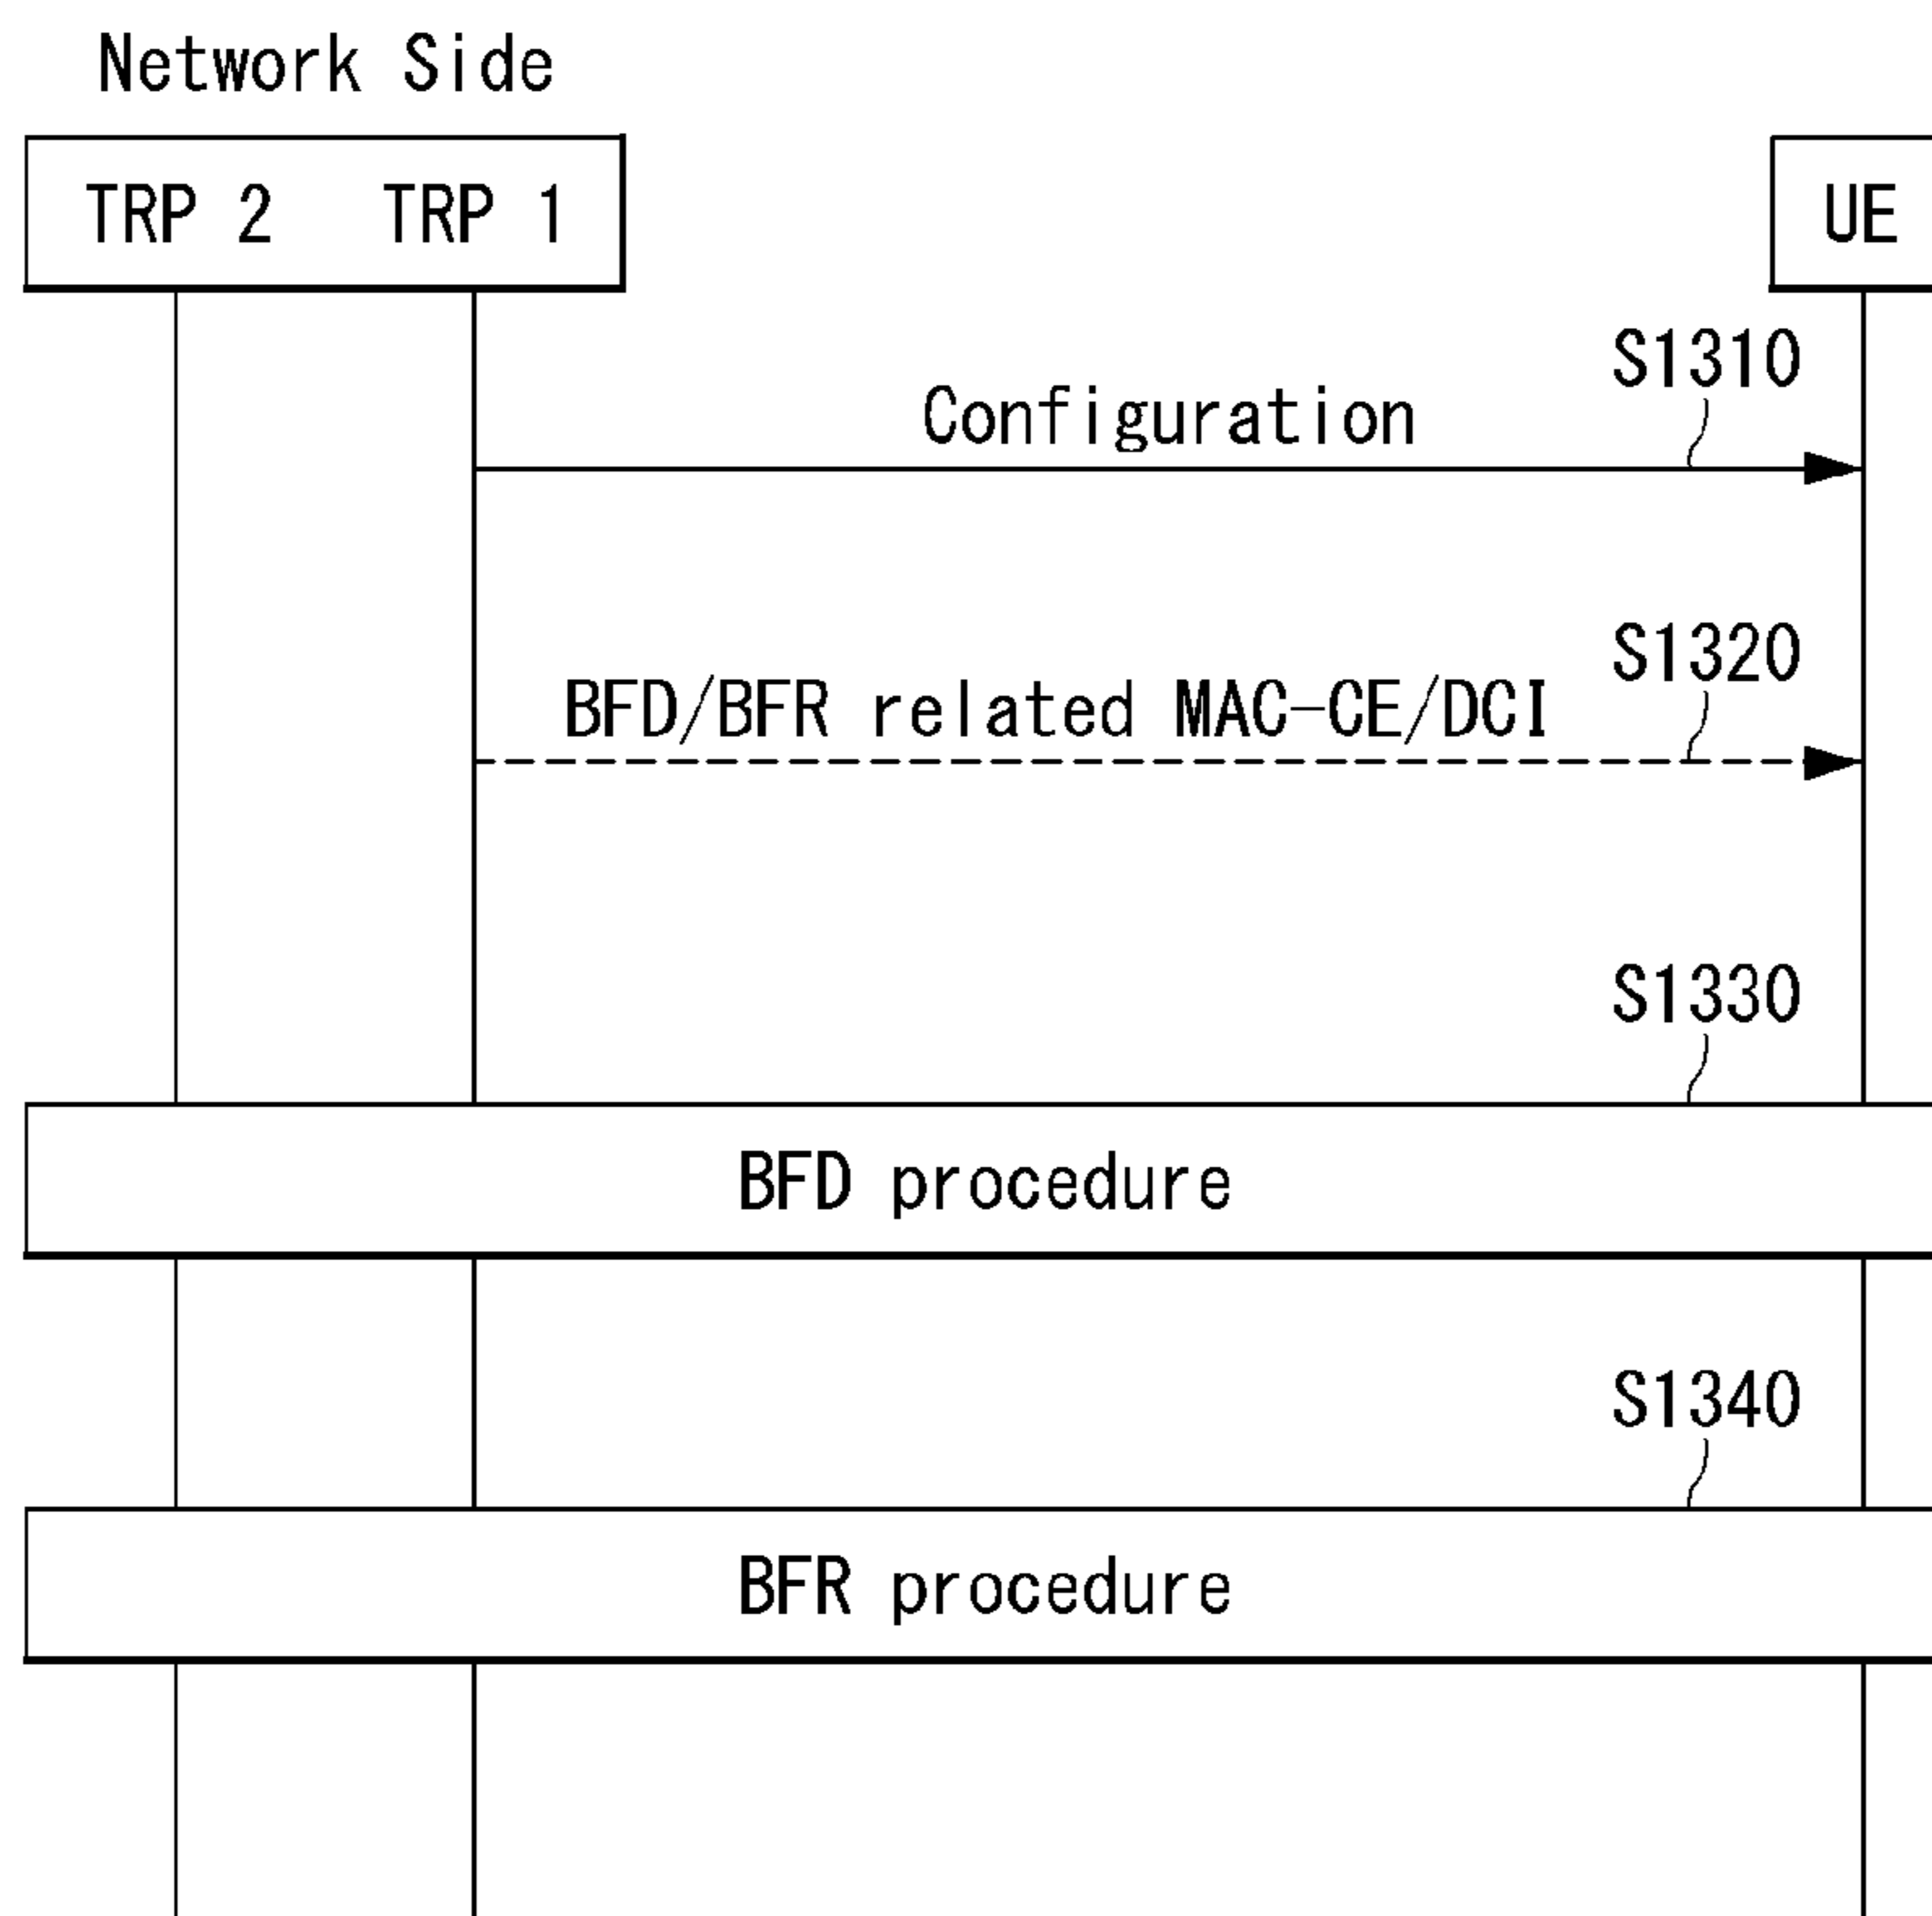 Network Side
TRP 2 TRP 1 UE
S1310
Configuration
S1320
BFD/BFR related MAC-CE/DCI
S1330
BFD procedure
S1340
BFR procedure